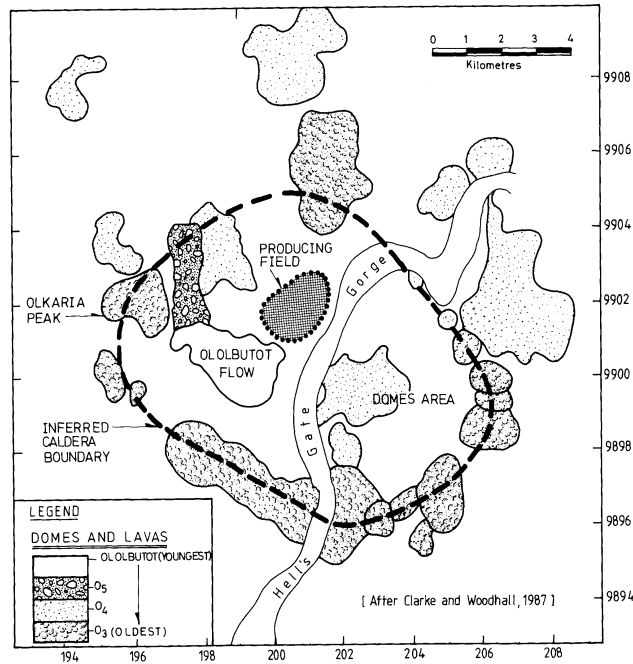 0 1 2 3 4
Kilometres
9908
9906
9904
9902
9900
9898
9896
9894
PRODUCING
FIELD
OLKARIA
PEAK
OLOLBUTOT
FLOW
DOMES AREA
INFERRED
CALDERA
BOUNDARY
Hell's Gate Gorge
LEGEND
DOMES AND LAVAS
OLOLBUTOT (YOUNGEST)
O5
O4
O3 (OLDEST)
[ After Clarke and Woodhall, 1987 ]
194 196 198 200 202 204 206 208